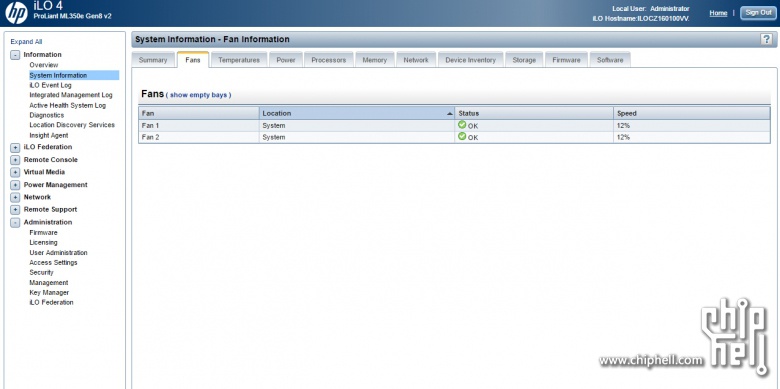 hp
iLO 4
ProLiant ML350e Gen8 v2
Local User: Administrator
iLO Hostname:ILOCZ160100VV.
Home
Sign Out
Expand All
Information
Overview
System Information
iLO Event Log
Integrated Management Log
Active Health System Log
Diagnostics
Location Discovery Services
Insight Agent
iLO Federation
Remote Console
Virtual Media
Power Management
Network
Remote Support
Administration
Firmware
Licensing
User Administration
Access Settings
Security
Management
Key Manager
iLO Federation
System Information - Fan Information
?
Summary Fans Temperatures Power Processors Memory Network Device Inventory Storage Firmware Software
Fans ( show empty bays )
Fan Location Status Speed
Fan 1 System OK 12%
Fan 2 System OK 12%
chip
hell
www.chiphell.com